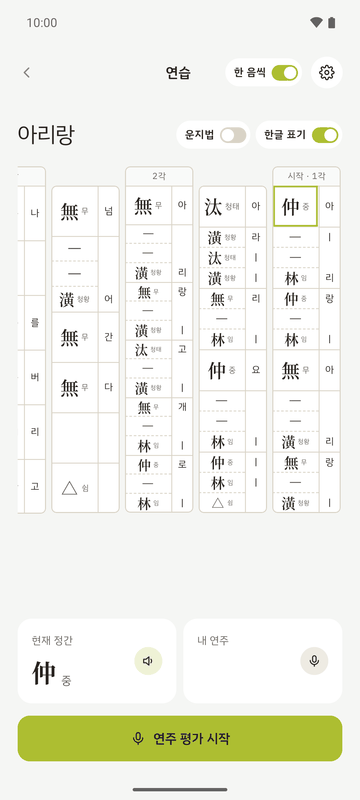 10:00
연습
한 음씩
아리랑
운지법
한글 표기
시작 - 1각
仲 중 아
— ㅣ
林 임 리
仲 중 랑
—
林 임 ㅣ
無 무 아
—
—
潢 청황 리
無 무 랑
—
潢 청황 ㅣ
汰 청태 아
潢 청황 라
汰 청태 ㅣ
潢 청황 ㅣ
無 무 리
—
林 임 ㅣ
仲 중 요
—
—
林 임 ㅣ
仲 중 ㅣ
林 임 ㅣ
△ 쉼
2각
無 무 아
—
—
潢 청황 리
無 무 랑
—
潢 청황 ㅣ
汰 청태 고
—
潢 청황 ㅣ
無 무 개
—
林 임 ㅣ
仲 중 로
—
林 임 ㅣ
無 무 넘
—
—
潢 청황 어
無 무 간
無 무 다
△ 쉼
나
를
버
리
고
현재 정간
仲 중
내 연주
연주 평가 시작